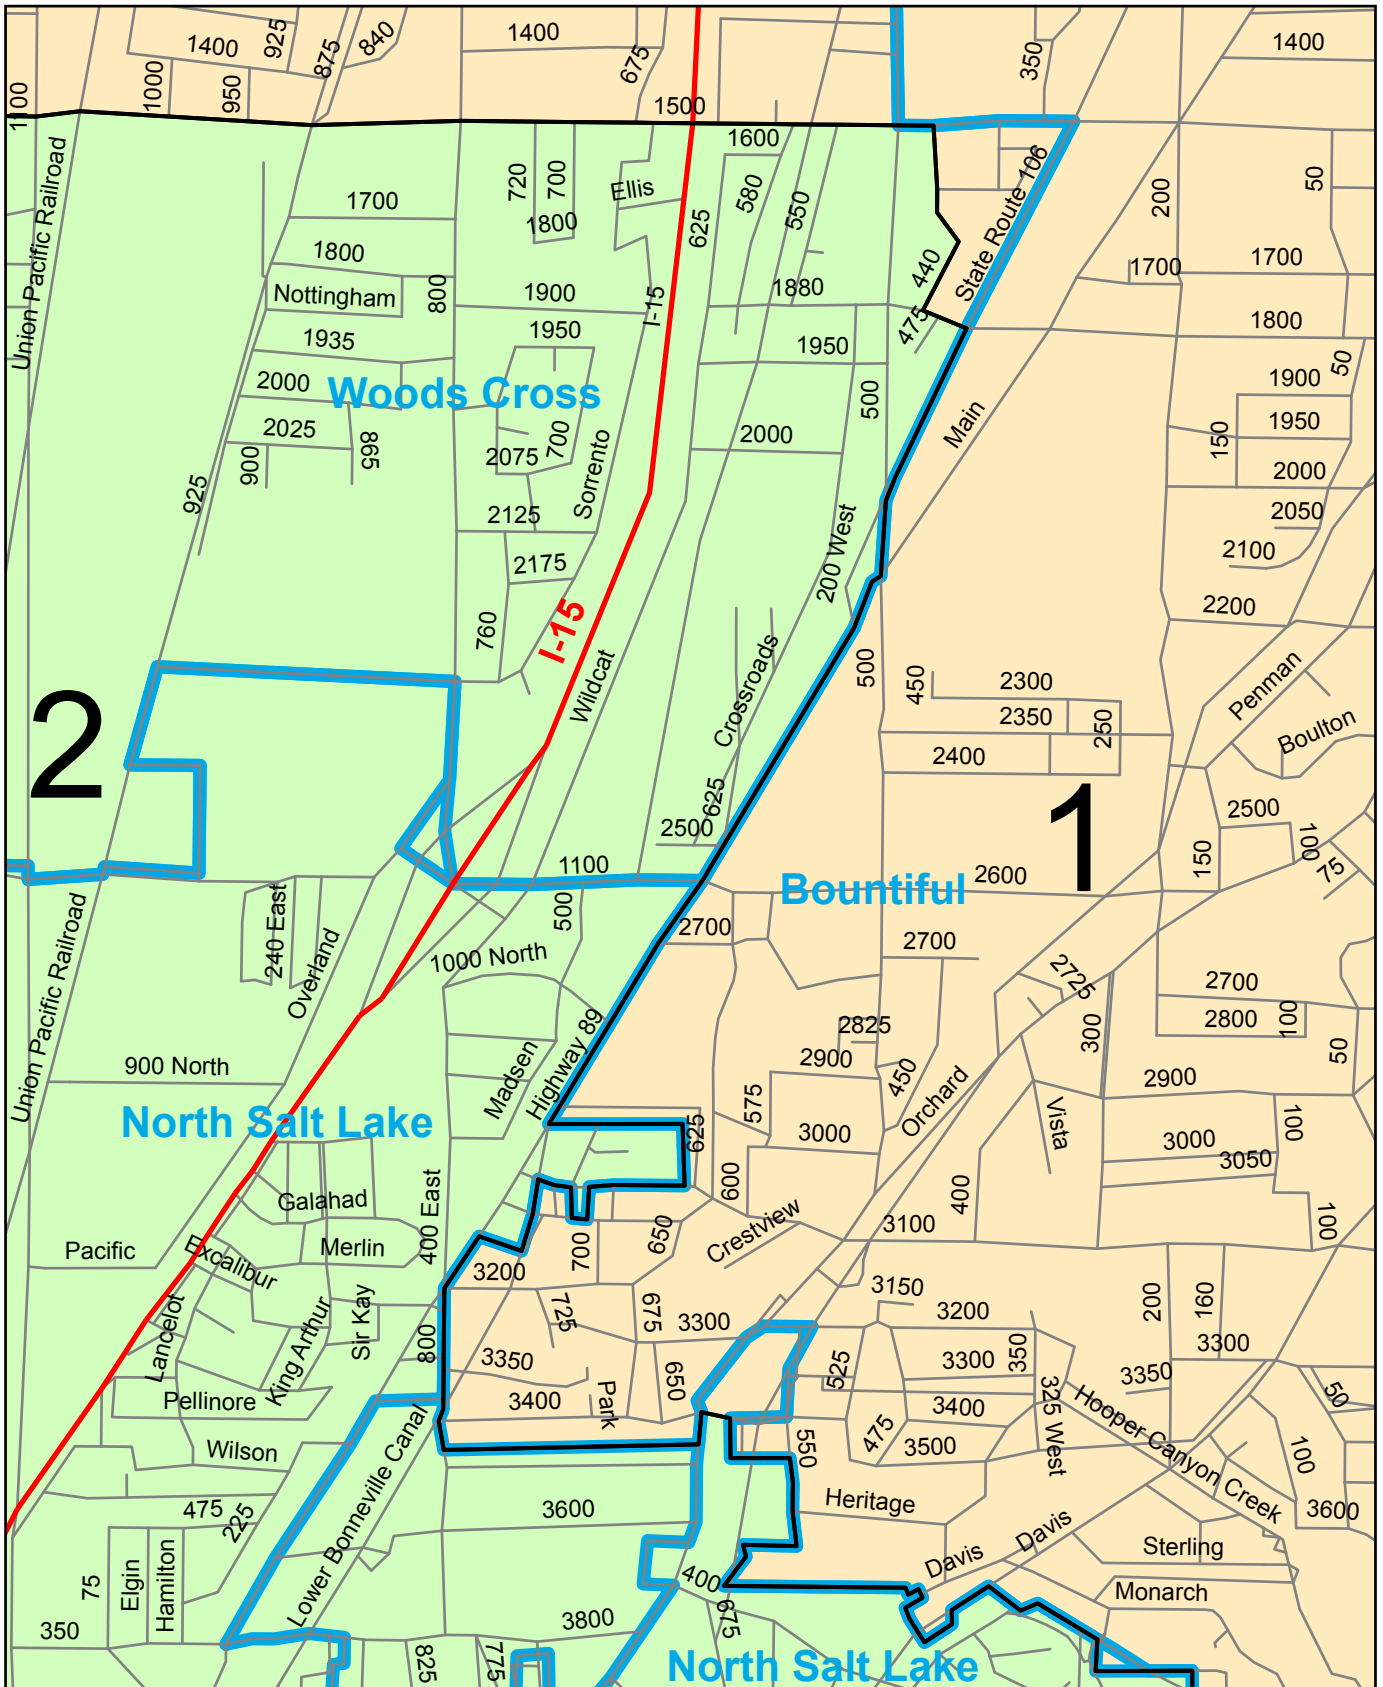 1400
925
875
840
1400
675
350
1400
1100
1000
950
1500
1600
Union Pacific Railroad
720
700
Ellis
580
550
State Route 106
200
50
1700
1800
625
1800
800
440
1700
1700
Nottingham
1900
I-15
1880
475
1800
1935
1950
1950
50
2000
Woods Cross
500
1900
2025
865
700
2000
Main
150
1950
900
2075
Sorrento
2000
925
2125
2050
2175
200 West
2100
760
I-15
2200
Wildcat
Crossroads
500
450
2300
Penman
2
2350
250
Boulton
2400
625
1
2500
2500
100
1100
150
75
Bountiful
2600
240 East
500
2700
2700
Overland
1000 North
2725
2700
Union Pacific Railroad
2825
300
2800
100
Highway 89
50
900 North
Madsen
2900
450
Orchard
2900
North Salt Lake
575
Vista
100
625
3000
3000
3050
Galahad
400 East
600
400
100
Pacific
Excalibur
Merlin
700
650
Crestview
3100
3200
3150
Lancelot
King Arthur
Sir Kay
725
675
3300
3200
200
160
800
3350
525
3300
350
3300
3350
Pellinore
3400
Park
650
3400
325 West
Hooper Canyon Creek
50
Wilson
475
3500
550
100
475
225
Lower Bonneville Canal
3600
Heritage
3600
Davis
Sterling
75
Elgin
Hamilton
400
Davis
Monarch
350
825
775
3800
675
North Salt Lake